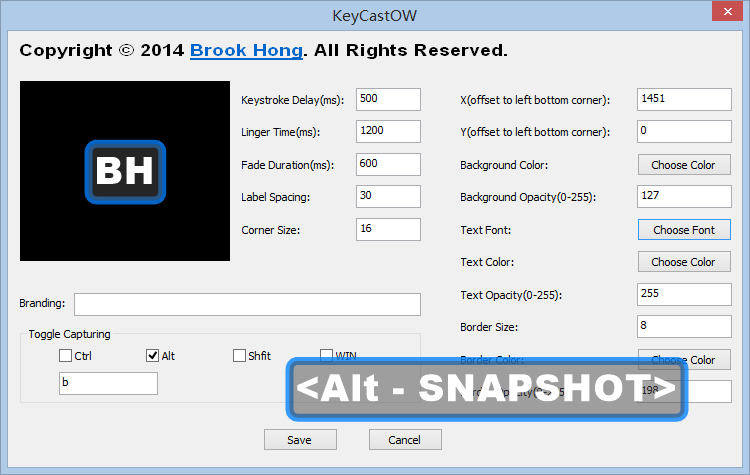 KeyCastOW
Copyright © 2014 Brook Hong. All Rights Reserved.
BH
Keystroke Delay(ms): 500
Linger Time(ms): 1200
Fade Duration(ms): 600
Label Spacing: 30
Corner Size: 16
X(offset to left bottom corner): 1451
Y(offset to left bottom corner): 0
Background Color: Choose Color
Background Opacity(0-255): 127
Text Font: Choose Font
Text Color: Choose Color
Text Opacity(0-255): 255
Border Size: 8
Border Color: Choose Color
Border Opacity(0-255): 198
Branding:
Toggle Capturing
Ctrl Alt Shfit WIN
b
<Alt - SNAPSHOT>
Save Cancel